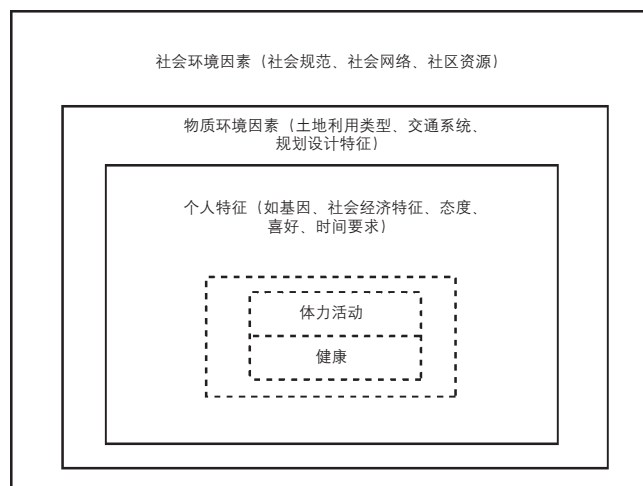 社会环境因素（社会规范、社会网络、社区资源）
物质环境因素（土地利用类型、交通系统、
规划设计特征）
个人特征（如基因、社会经济特征、态度、
喜好、时间要求）
体力活动
健康